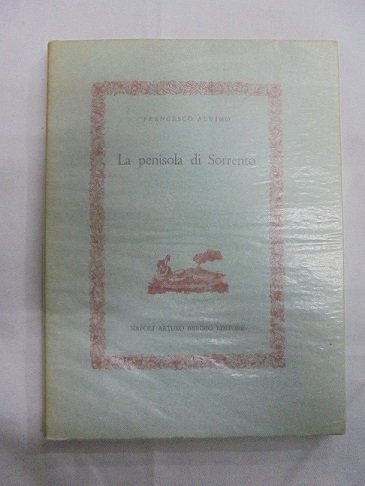 FRANCESCO ALVINO
La penisola di Sorrento
NAPOLI ARTURO BERISIO EDITORE